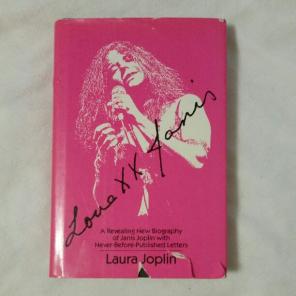 Love XX Janis
A Revealing New Biography
of Janis Joplin with
Never-Before-Published Letters
Laura Joplin